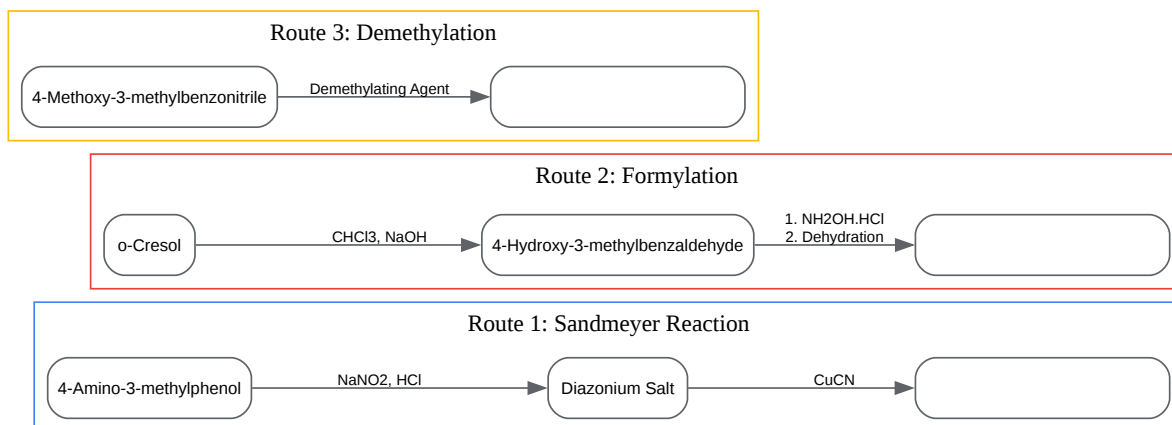 Route 3: Demethylation
4-Methoxy-3-methylbenzonitrile
Demethylating Agent
Route 2: Formylation
o-Cresol
CHCl3, NaOH
4-Hydroxy-3-methylbenzaldehyde
1. NH2OH.HCl
2. Dehydration
Route 1: Sandmeyer Reaction
4-Amino-3-methylphenol
NaNO2, HCl
Diazonium Salt
CuCN